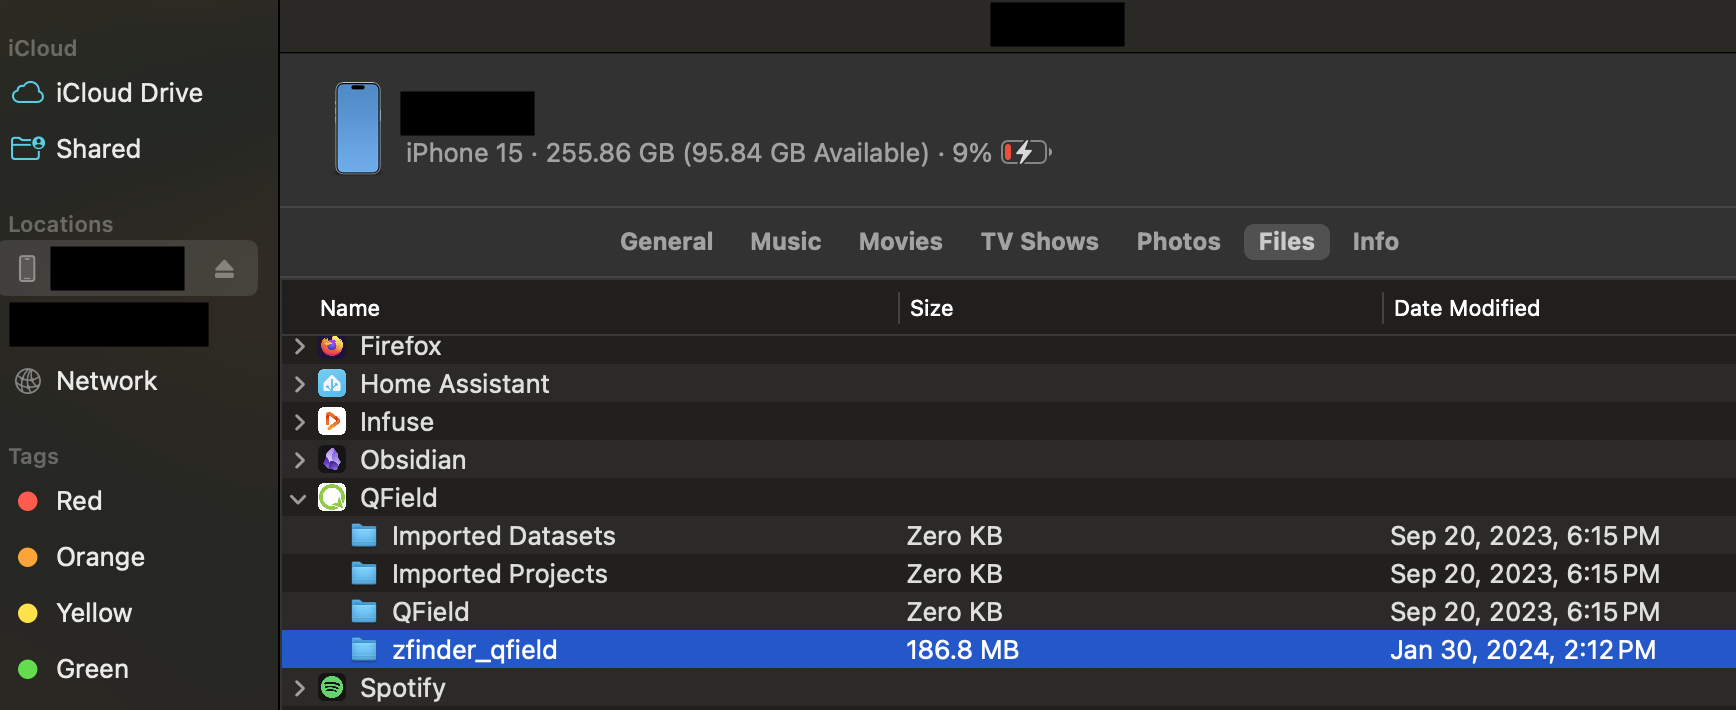 iCloud
iCloud Drive
Shared
Locations
Network
Tags
Red
Orange
Yellow
Green
iPhone 15 · 255.86 GB (95.84 GB Available) · 9%
General Music Movies TV Shows Photos Files Info
Name Size Date Modified
Firefox
Home Assistant
Infuse
Obsidian
QField
Imported Datasets Zero KB Sep 20, 2023, 6:15 PM
Imported Projects Zero KB Sep 20, 2023, 6:15 PM
QField Zero KB Sep 20, 2023, 6:15 PM
zfinder_qfield 186.8 MB Jan 30, 2024, 2:12 PM
Spotify